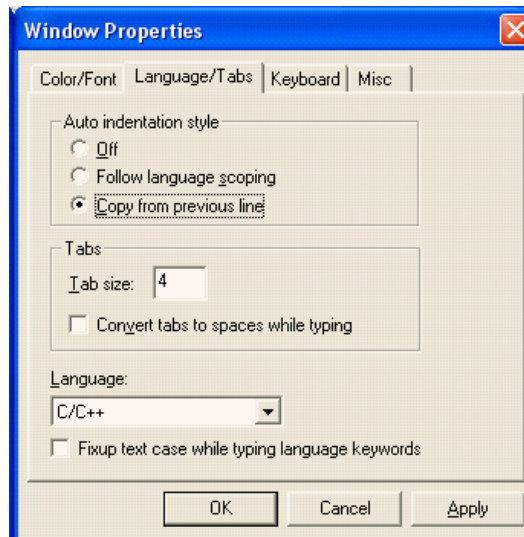 Window Properties
Color/Font Language/Tabs Keyboard Misc
Auto indentation style
Off
Follow language scoping
Copy from previous line
Tabs
Tab size: 4
Convert tabs to spaces while typing
Language:
C/C++
Fixup text case while typing language keywords
OK Cancel Apply